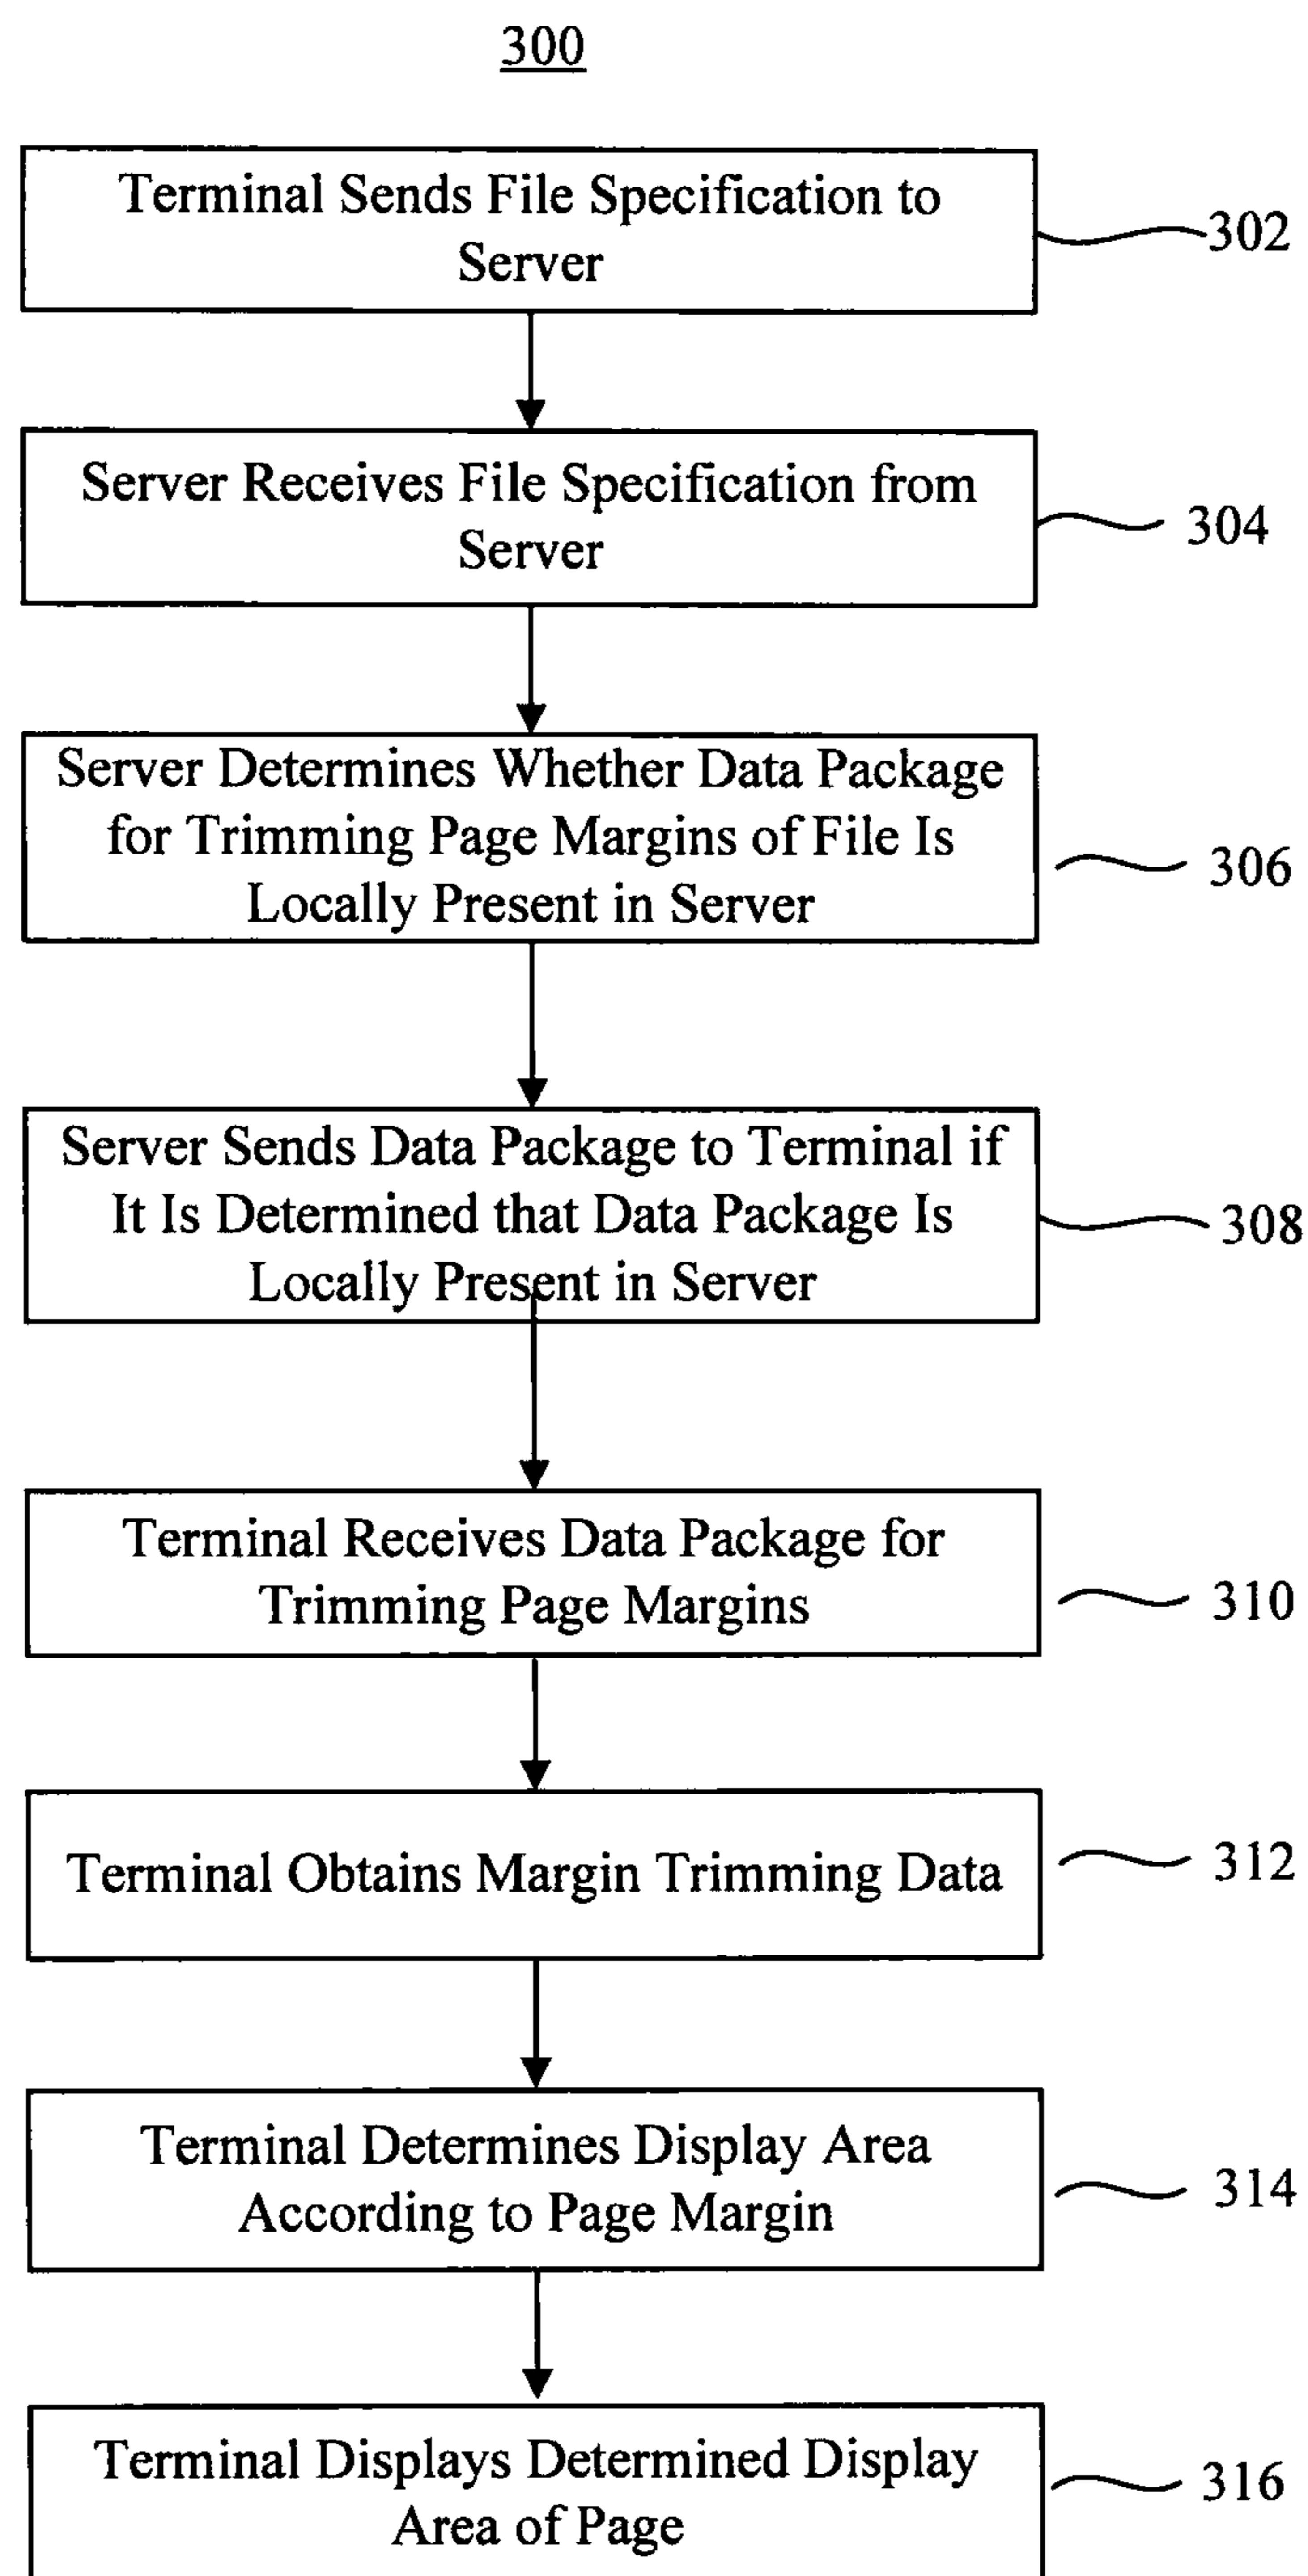 300
Terminal Sends File Specification to
Server
302
Server Receives File Specification from
Server
304
Server Determines Whether Data Package
for Trimming Page Margins of File Is
Locally Present in Server
306
Server Sends Data Package to Terminal if
It Is Determined that Data Package Is
Locally Present in Server
308
Terminal Receives Data Package for
Trimming Page Margins
310
Terminal Obtains Margin Trimming Data
312
Terminal Determines Display Area
According to Page Margin
314
Terminal Displays Determined Display
Area of Page
316